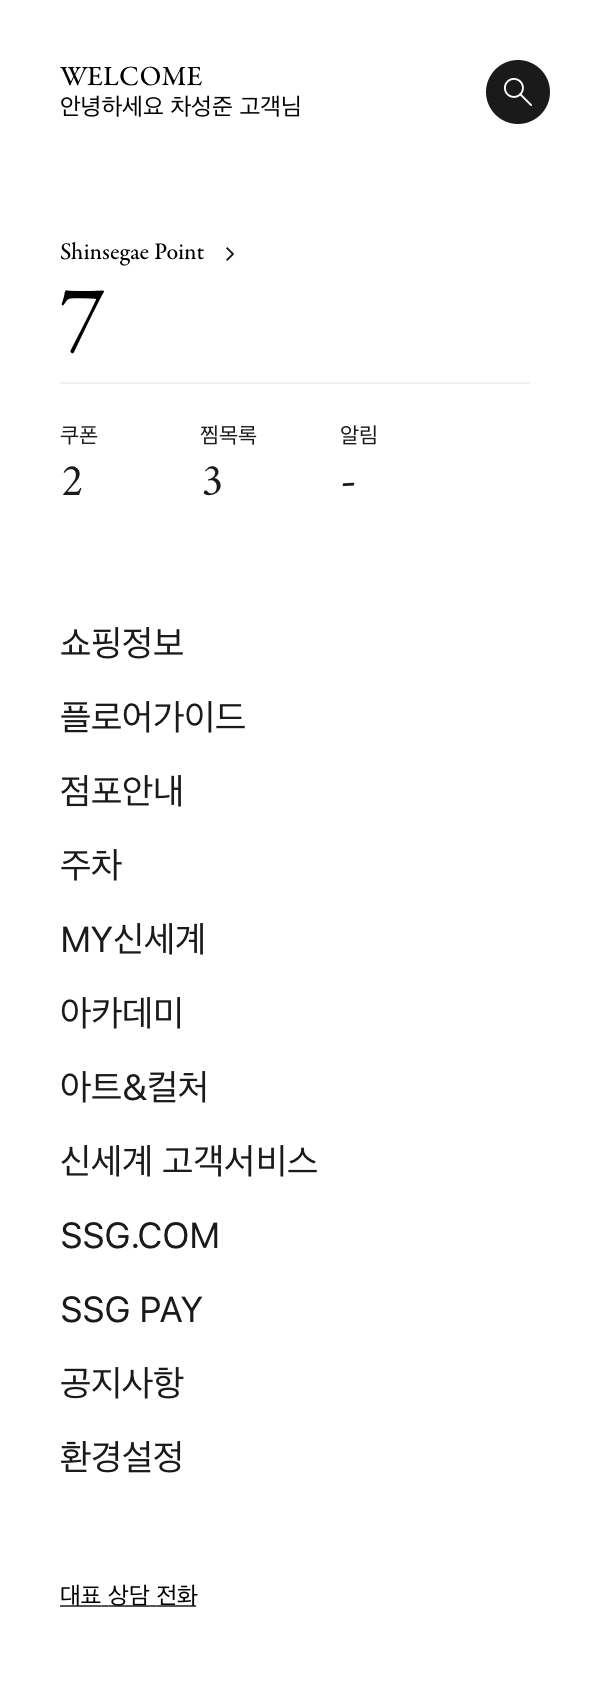 WELCOME
안녕하세요 차성준 고객님
Shinsegae Point
7
쿠폰 찜목록 알림
2 3 -
쇼핑정보
플로어가이드
점포안내
주차
MY신세계
아카데미
아트&컬처
신세계 고객서비스
SSG.COM
SSG PAY
공지사항
환경설정
대표 상담 전화